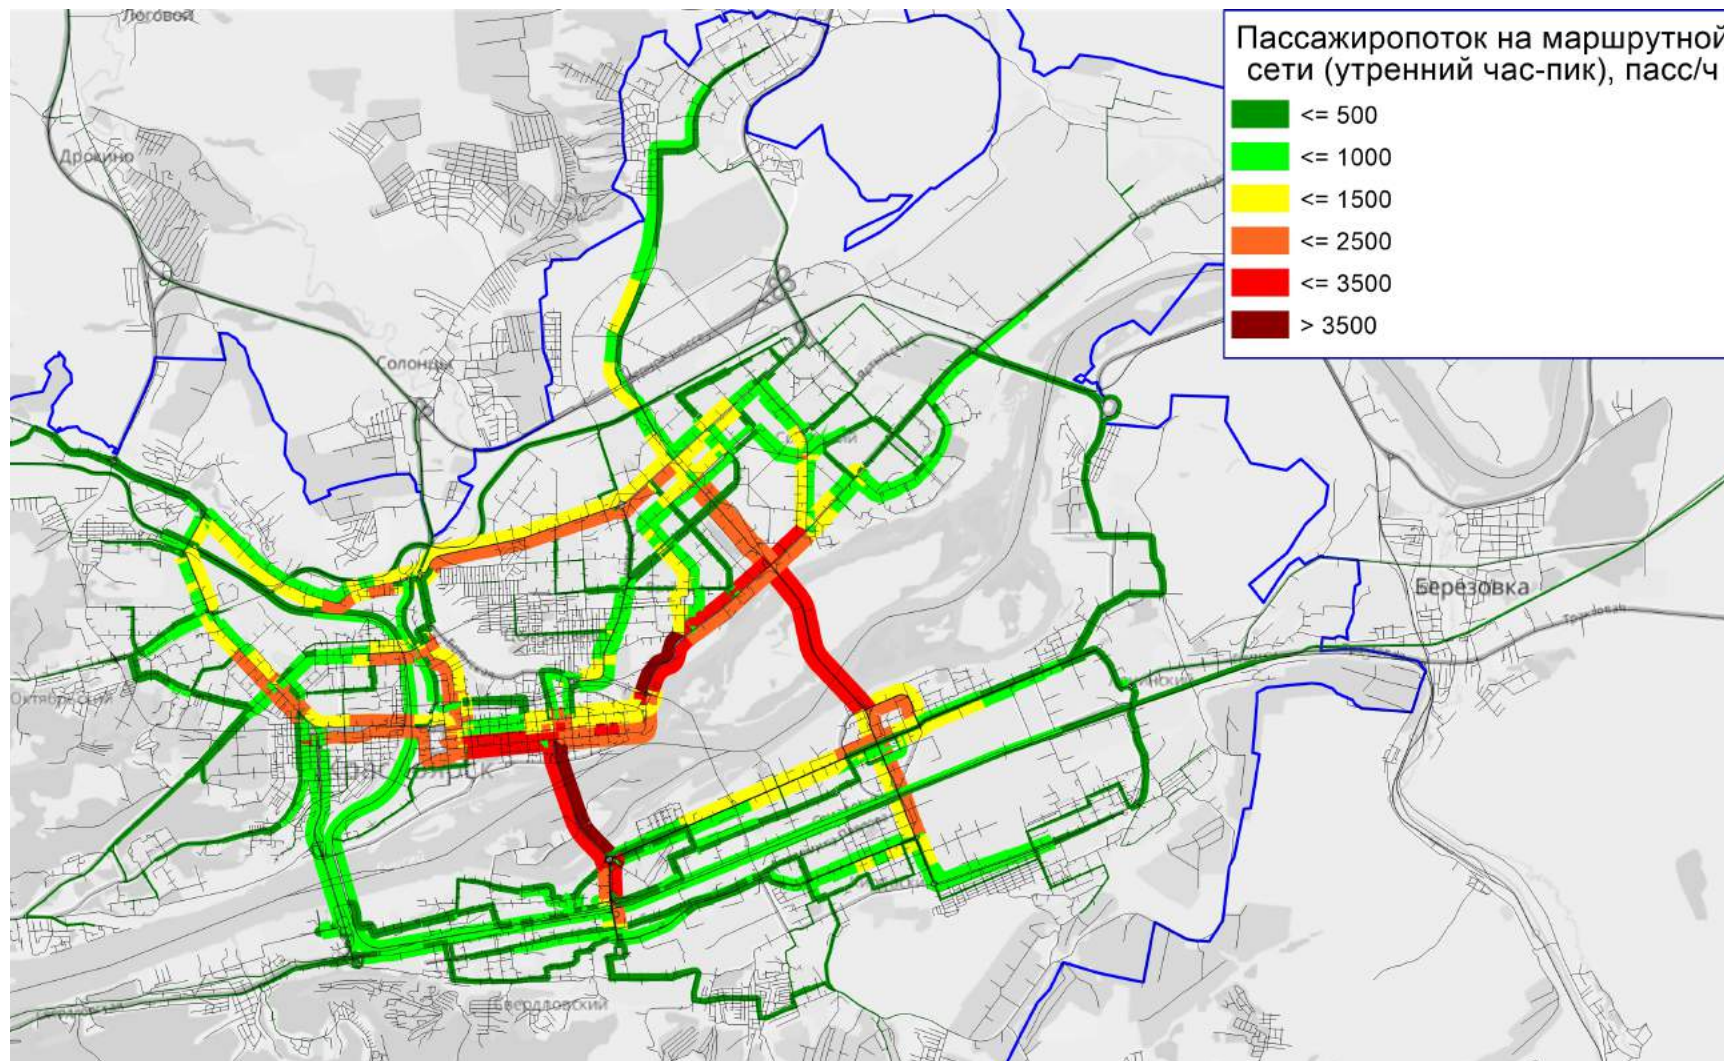 Логовой
Пассажиропоток на маршрутной
сети (утренний час-пик), пасс/ч
<= 500
<= 1000
<= 1500
<= 2500
<= 3500
> 3500
Дрокино
Солонцы
Берёзовка
Октябрьский
Свердловский